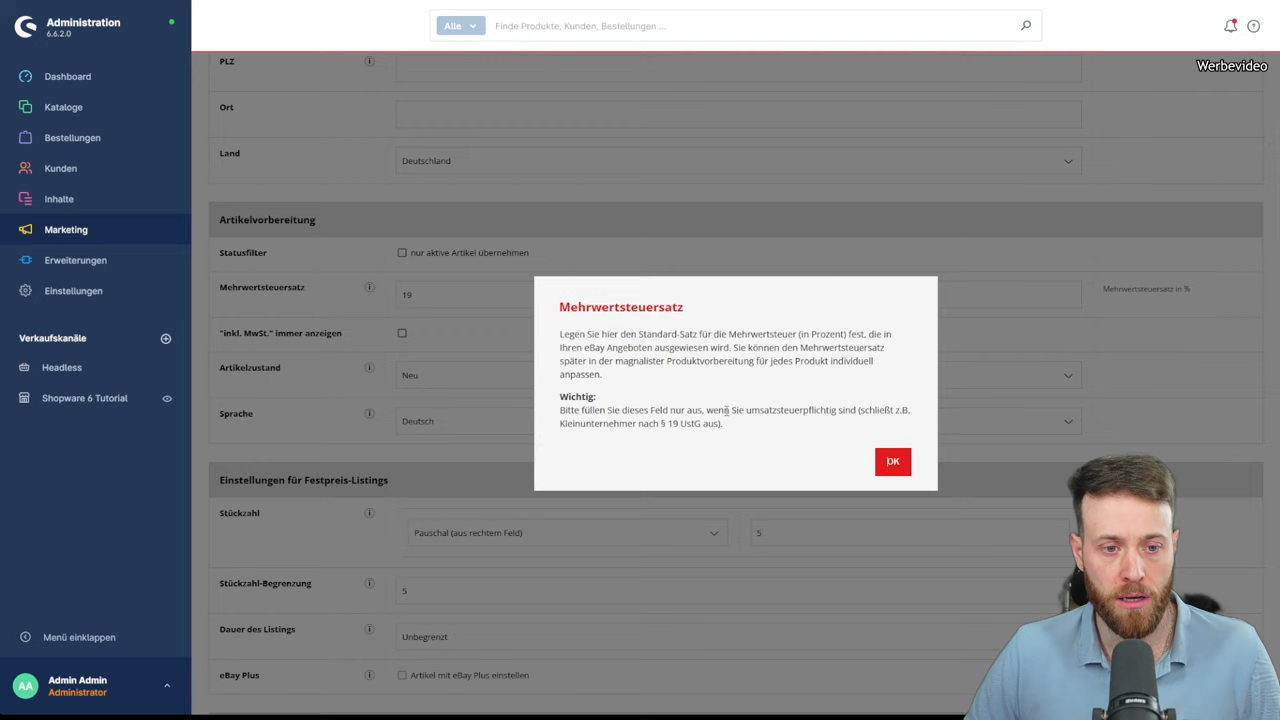 Administration
6.6.2.0
Alle
Finde Produkte, Kunden, Bestellungen ...
Werbevideo
Dashboard
Kataloge
Bestellungen
Kunden
Inhalte
Marketing
Erweiterungen
Einstellungen
Verkaufskanäle
Headless
Shopware 6 Tutorial
Menü einklappen
AA
Admin Admin
Administrator
PLZ
Ort
Land
Deutschland
Artikelvorbereitung
Statusfilter
nur aktive Artikel übernehmen
Mehrwertsteuersatz
19
Mehrwertsteuer in %
"inkl. MwSt." immer anzeigen
Artikelzustand
Neu
Sprache
Deutsch
Mehrwertsteuersatz
Legen Sie hier den Standard-Satz für die Mehrwertsteuer (in Prozent) fest, die in
Ihren eBay Angeboten ausgewiesen wird. Sie können den Mehrwertsteuersatz
später in der magnalister Produktvorbereitung für jedes Produkt individuell
anpassen.
Wichtig:
Bitte füllen Sie dieses Feld nur aus, wenn Sie umsatzsteuerpflichtig sind (schließt z.B.
Kleinunternehmer nach § 19 UstG aus).
OK
Einstellungen für Festpreis-Listings
Stückzahl
Pauschal (aus rechtem Feld)
5
Stückzahl-Begrenzung
5
Dauer des Listings
Unbegrenzt
eBay Plus
Artikel mit eBay Plus einstellen